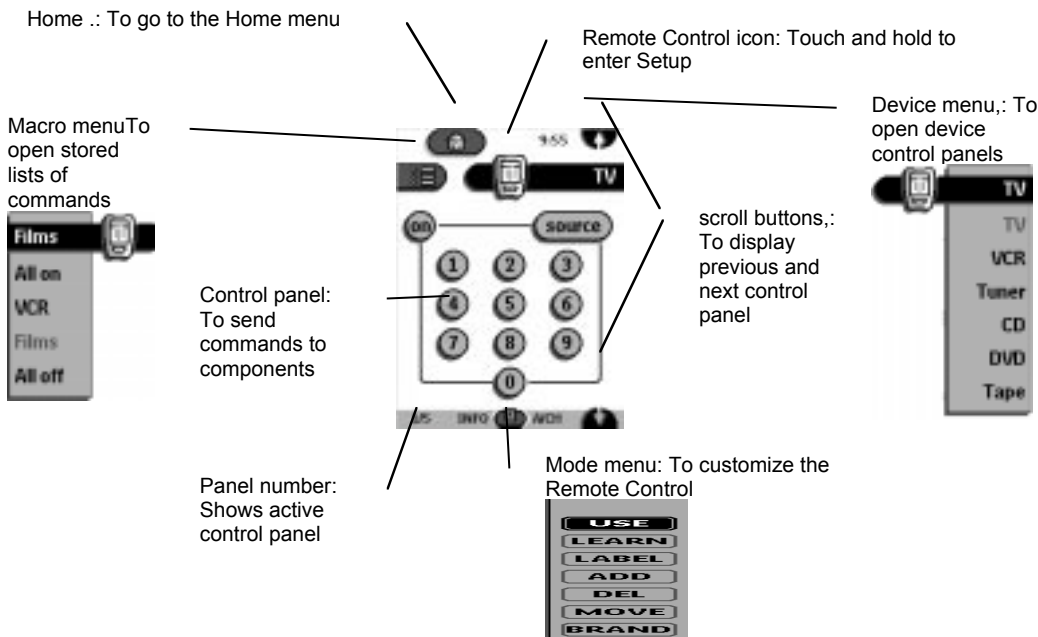 Home .: To go to the Home menu
Remote Control icon: Touch and hold to
enter Setup
Device menu,: To
open device
control panels
Macro menuTo
open stored
lists of
commands
9:55
TV
TV
TV
VCR
Tuner
CD
DVD
Tape
Films
All on
VCR
Films
All off
on
source
1 2 3
4 5 6
7 8 9
0
scroll buttons,:
To display
previous and
next control
panel
Control panel:
To send
commands to
components
INFO
Panel number:
Shows active
control panel
Mode menu: To customize the
Remote Control
USE
LEARN
LABEL
ADD
DEL
MOVE
BRAND